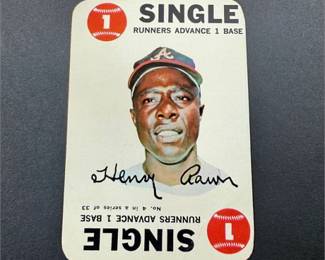 1 SINGLE
RUNNERS ADVANCE 1 BASE
A
Henry Aaron
No. 4 in a series of 33
RUNNERS ADVANCE 1 BASE
SINGLE 1